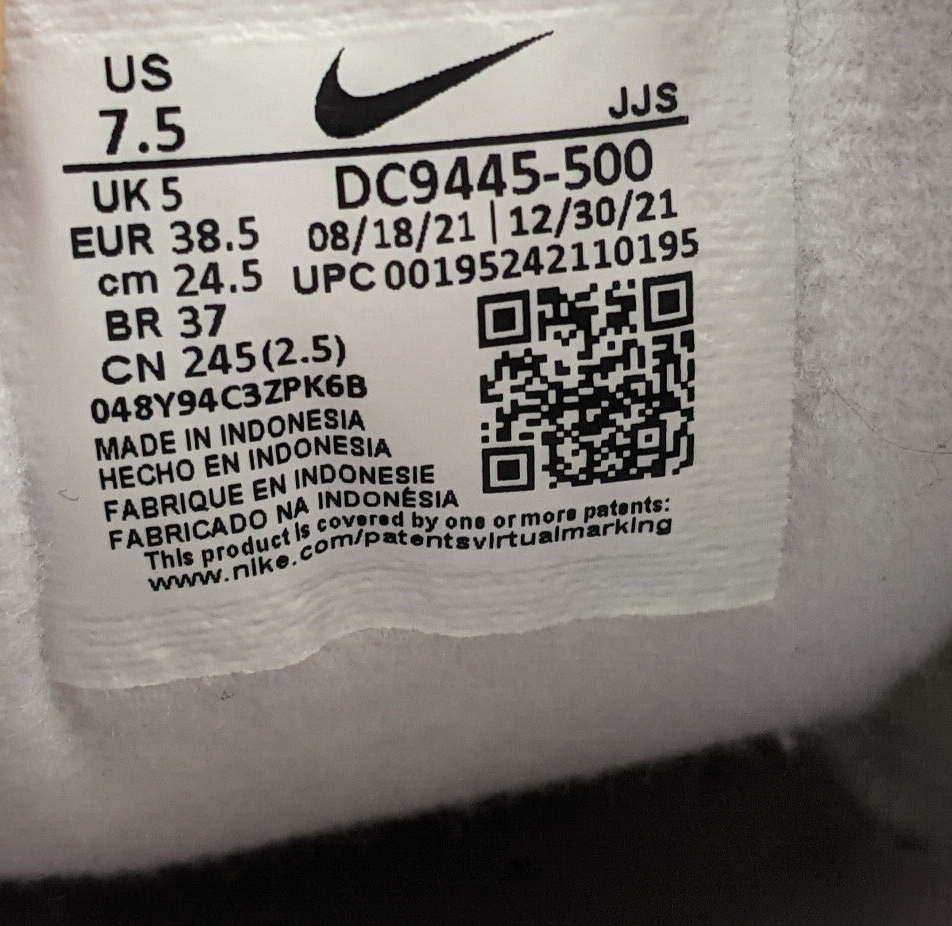 US
7.5
JJS
UK 5
DC9445-500
EUR 38.5
08/18/21 | 12/30/21
cm 24.5
UPC 00195242110195
BR 37
CN 245(2.5)
048Y94C3ZPK6B
MADE IN INDONESIA
HECHO EN INDONESIA
FABRIQUE EN INDONESIE
FABRICADO NA INDONÉSIA
This product is covered by one or more patents:
www.nike.com/patentsvirtualmarking